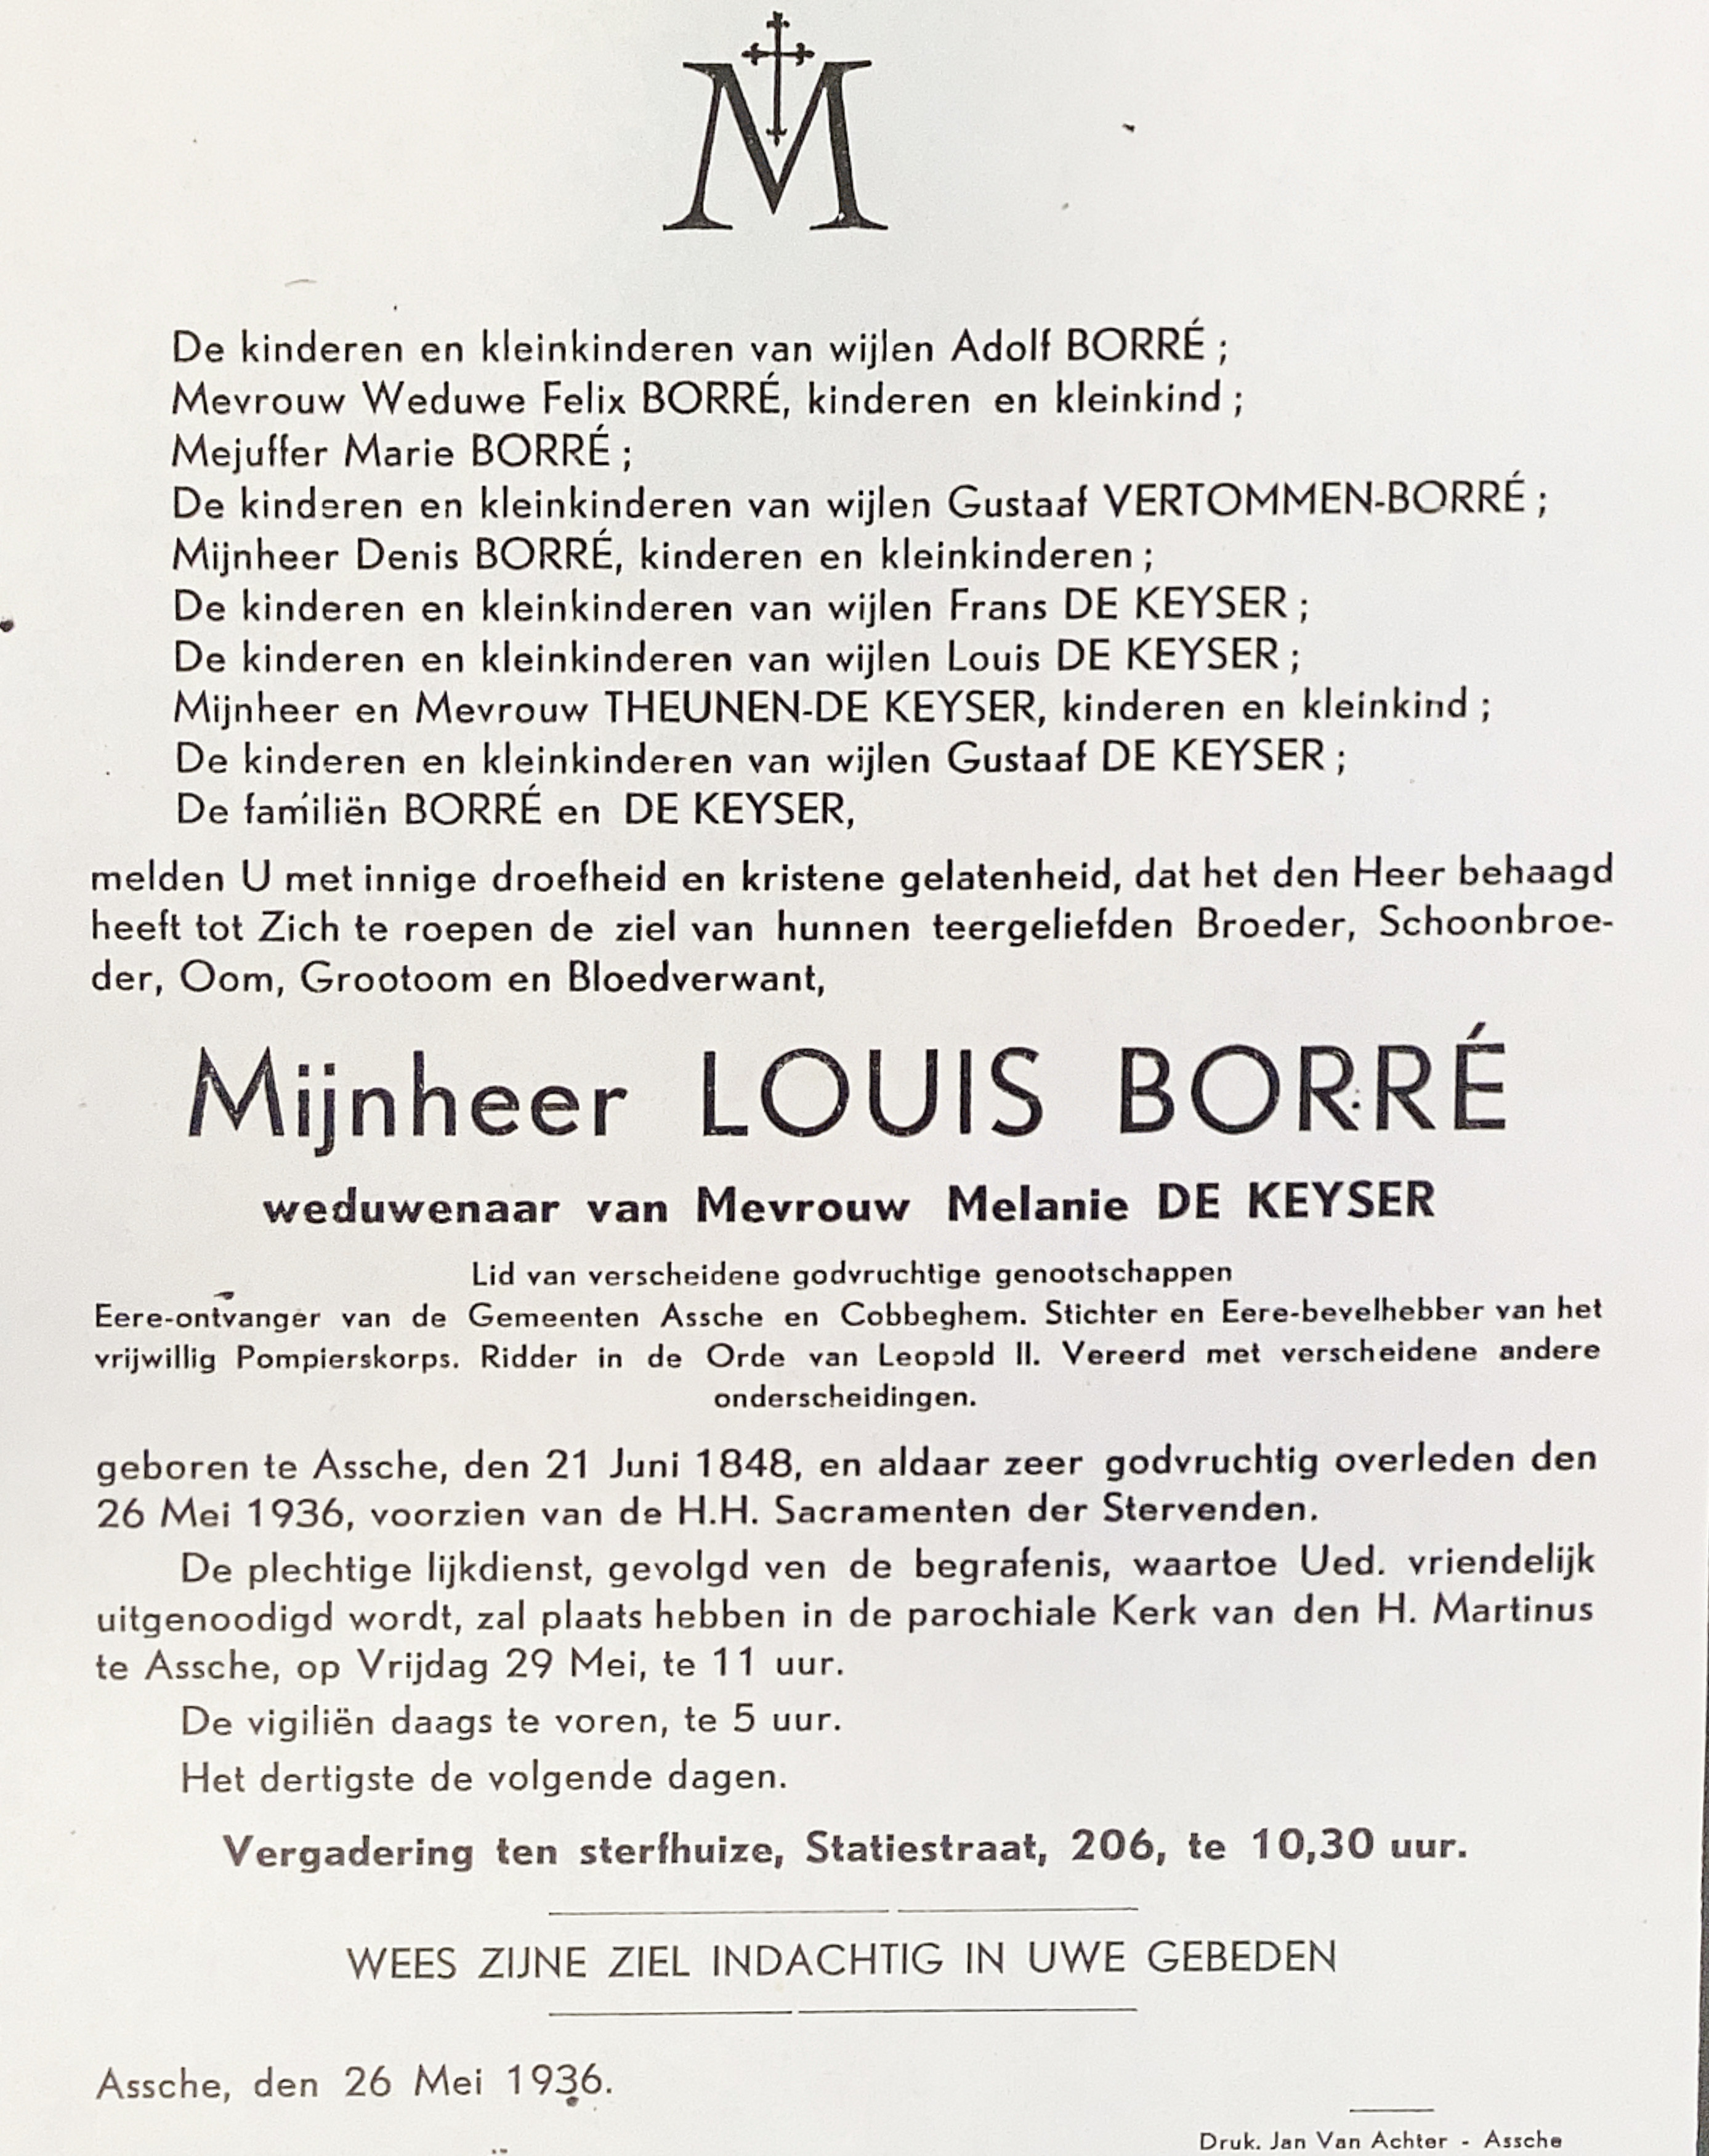 M
De kinderen en kleinkinderen van wijlen Adolf BORRÉ ;
Mevrouw Weduwe Felix BORRÉ, kinderen en kleinkind ;
Mejuffer Marie BORRÉ ;
De kinderen en kleinkinderen van wijlen Gustaaf VERTOMMEN-BORRÉ ;
Mijnheer Denis BORRÉ, kinderen en kleinkinderen ;
De kinderen en kleinkinderen van wijlen Frans DE KEYSER ;
De kinderen en kleinkinderen van wijlen Louis DE KEYSER ;
Mijnheer en Mevrouw THEUNEN-DE KEYSER, kinderen en kleinkind ;
De kinderen en kleinkinderen van wijlen Gustaaf DE KEYSER ;
De familiën BORRÉ en DE KEYSER,
melden U met innige droefheid en kristene gelatenheid, dat het den Heer behaagd
heeft tot Zich te roepen de ziel van hunnen teergeliefden Broeder, Schoonbroe-
der, Oom, Grootoom en Bloedverwant,
Mijnheer LOUIS BORRÉ
weduwenaar van Mevrouw Melanie DE KEYSER
Lid van verscheidene godvruchtige genootschappen
Eere-ontvanger van de Gemeenten Assche en Cobbeghem. Stichter en Eere-bevelhebber van het
vrijwillig Pompierskorps. Ridder in de Orde van Leopold II. Vereerd met verscheidene andere
onderscheidingen.
geboren te Assche, den 21 Juni 1848, en aldaar zeer godvruchtig overleden den
26 Mei 1936, voorzien van de H.H. Sacramenten der Stervenden.
De plechtige lijkdienst, gevolgd ven de begrafenis, waartoe Ued. vriendelijk
uitgenoodigd wordt, zal plaats hebben in de parochiale Kerk van den H. Martinus
te Assche, op Vrijdag 29 Mei, te 11 uur.
De vigiliën daags te voren, te 5 uur.
Het dertigste de volgende dagen.
Vergadering ten sterfhuize, Statiestraat, 206, te 10,30 uur.
WEES ZIJNE ZIEL INDACHTIG IN UWE GEBEDEN
Assche, den 26 Mei 1936.
Druk. Jan Van Achter - Assche